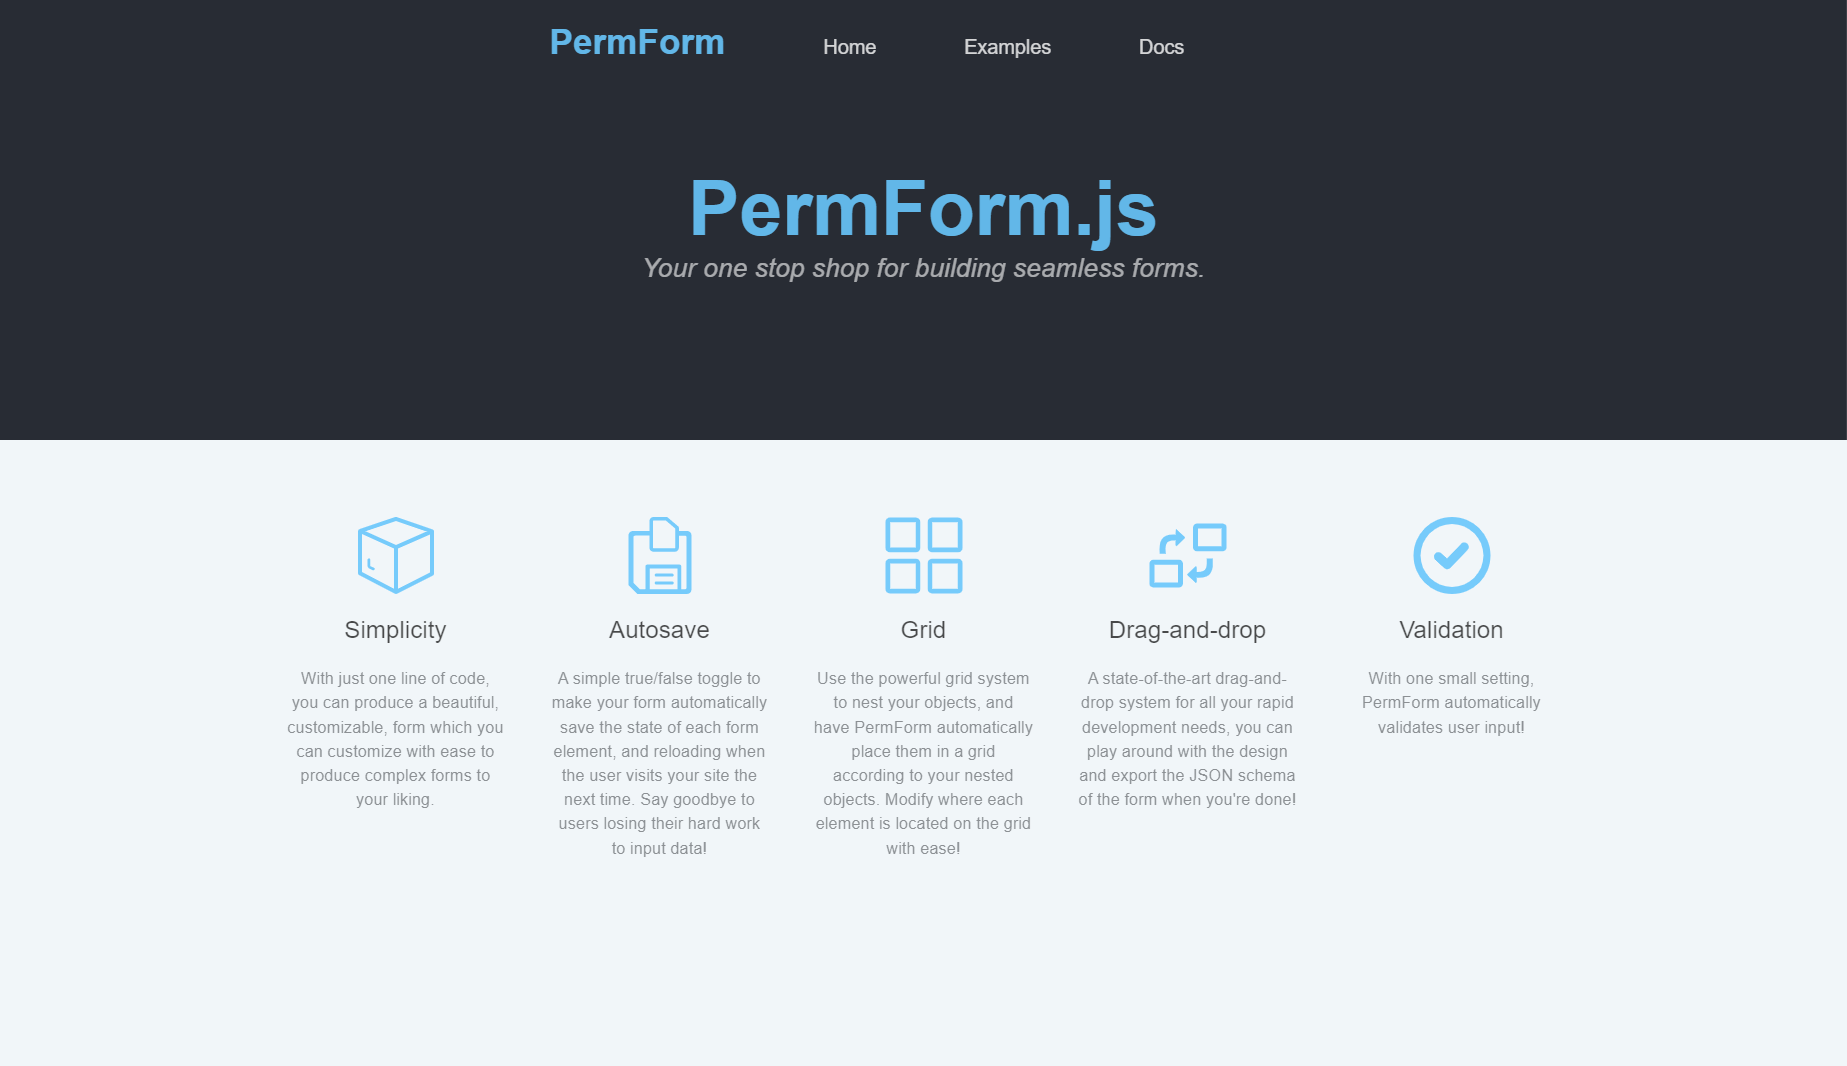 PermForm Home Examples Docs
PermForm.js
Your one stop shop for building seamless forms.
Simplicity
With just one line of code,
you can produce a beautiful,
customizable, form which you
can customize with ease to
produce complex forms to
your liking.
Autosave
A simple true/false toggle to
make your form automatically
save the state of each form
element, and reloading when
the user visits your site the
next time. Say goodbye to
users losing their hard work
to input data!
Grid
Use the powerful grid system
to nest your objects, and
have PermForm automatically
place them in a grid
according to your nested
objects. Modify where each
element is located on the grid
with ease!
Drag-and-drop
A state-of-the-art drag-and-
drop system for all your rapid
development needs, you can
play around with the design
and export the JSON schema
of the form when you're done!
Validation
With one small setting,
PermForm automatically
validates user input!